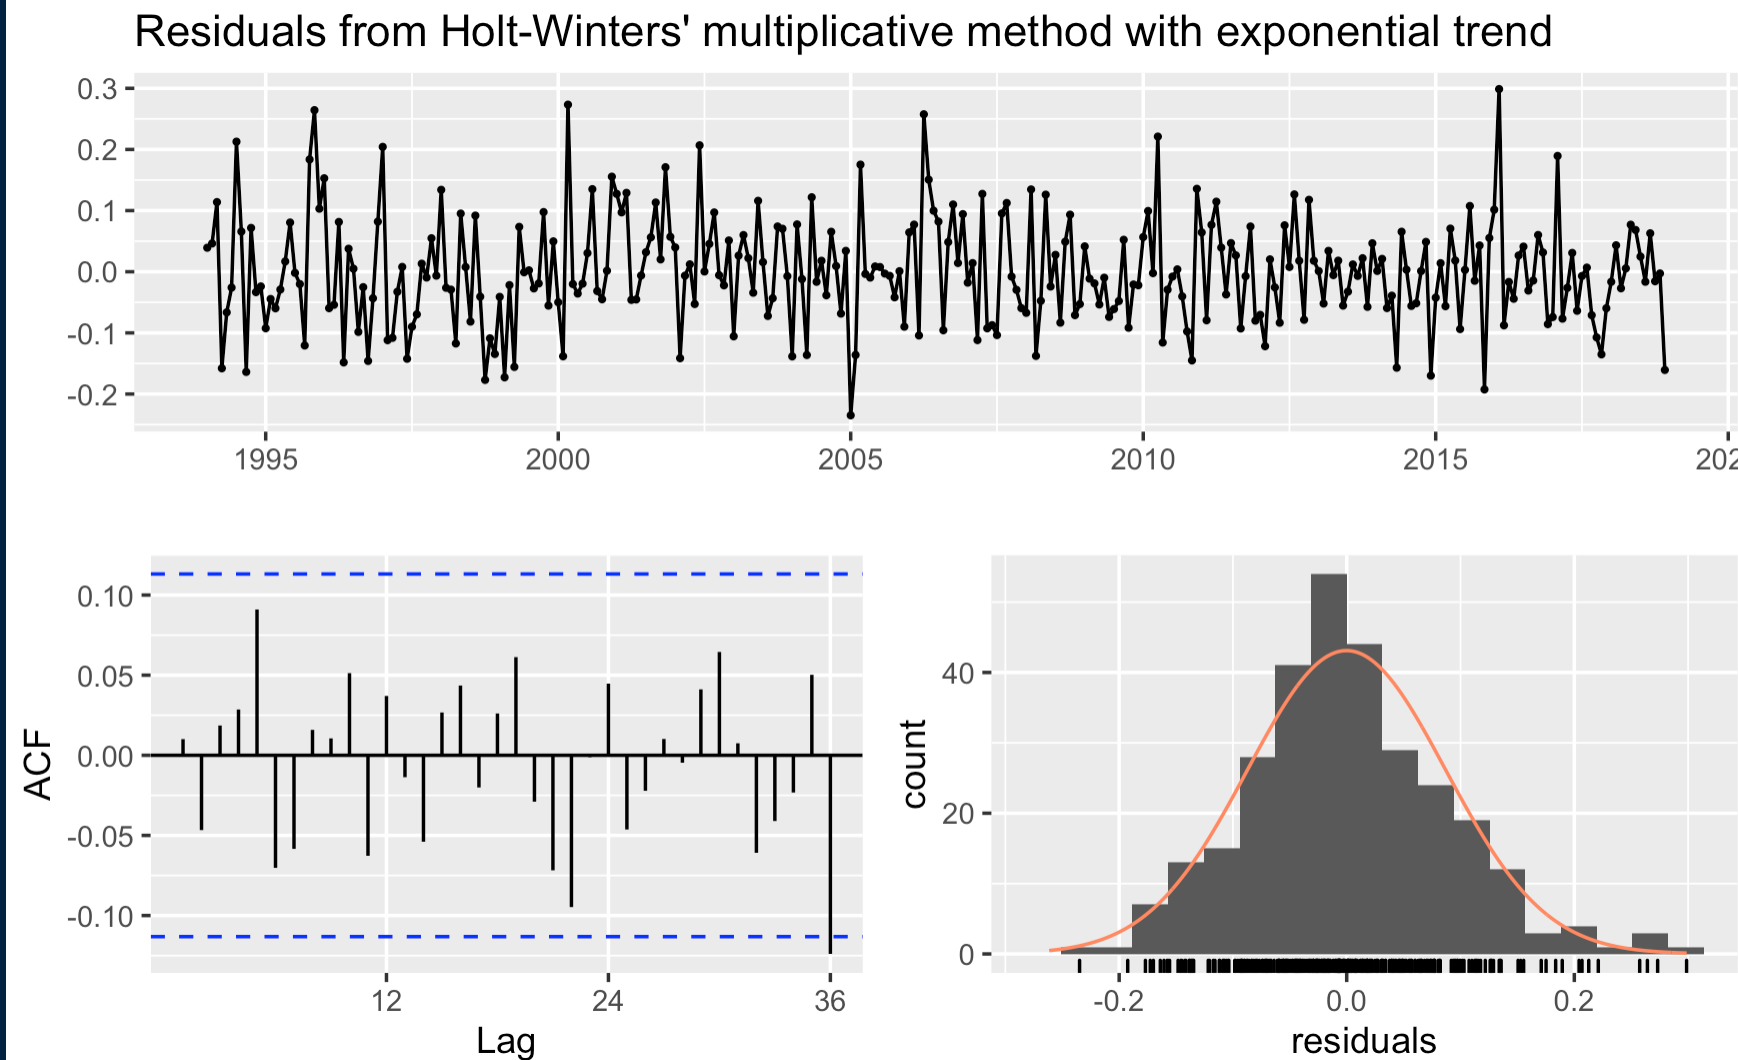 Residuals from Holt-Winters' multiplicative method with exponential trend
0.3
0.2
0.1
0.0
-0.1
-0.2
1995 2000 2005 2010 2015 202
ACF
0.10
0.05
0.00
-0.05
-0.10
12 24 36
Lag
count
40
20
0
-0.2 0.0 0.2
residuals